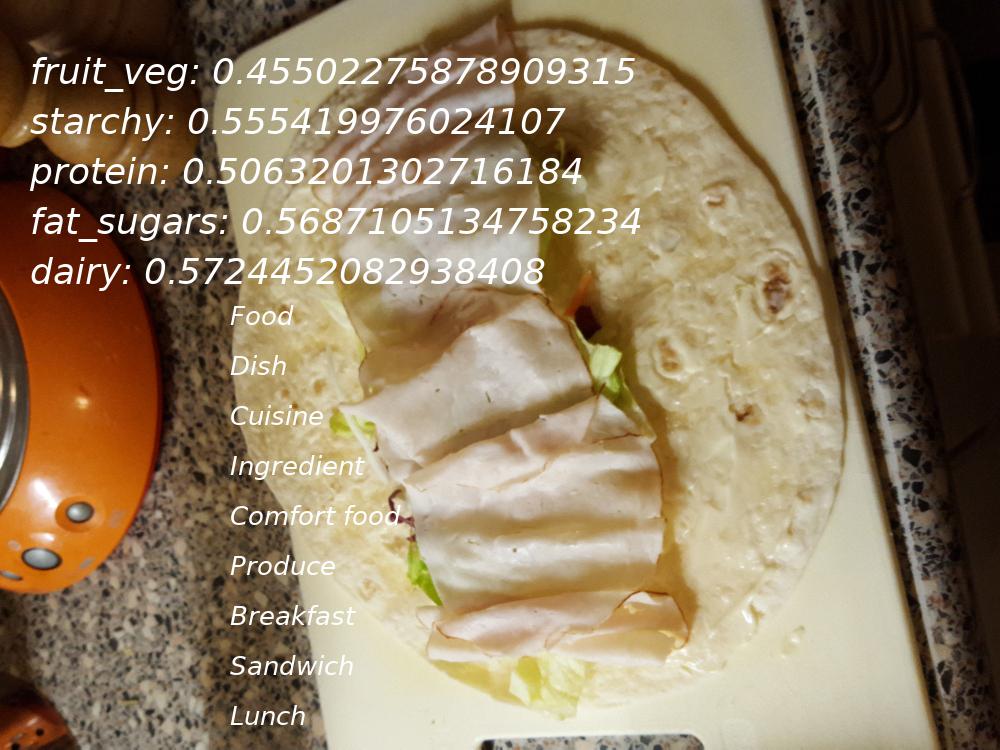 fruit_veg: 0.45502275878909315
starchy: 0.555419976024107
protein: 0.5063201302716184
fat_sugars: 0.5687105134758234
dairy: 0.5724452082938408
Food
Dish
Cuisine
Ingredient
Comfort food
Produce
Breakfast
Sandwich
Lunch